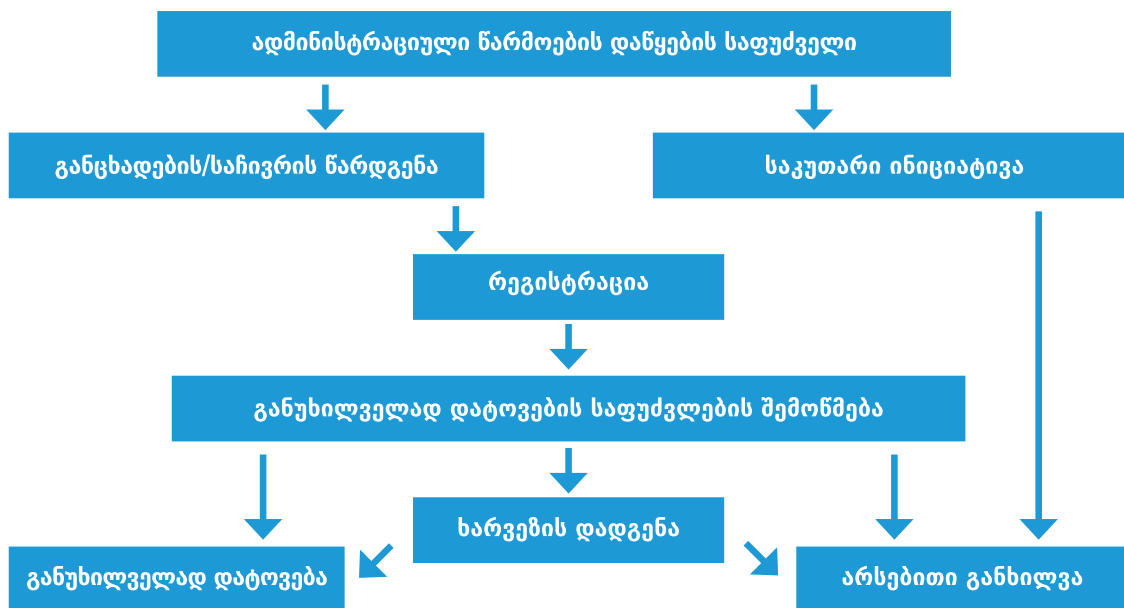 ადმინისტრაციული წარმოების დაწყების საფუძველი
განცხადების/საჩივრის წარდგენა
საკუთარი ინიციატივა
რეგისტრაცია
განუხილველად დატოვების საფუძვლების შემოწმება
ხარვეზის დადგენა
განუხილველად დატოვება
არსებითი განხილვა